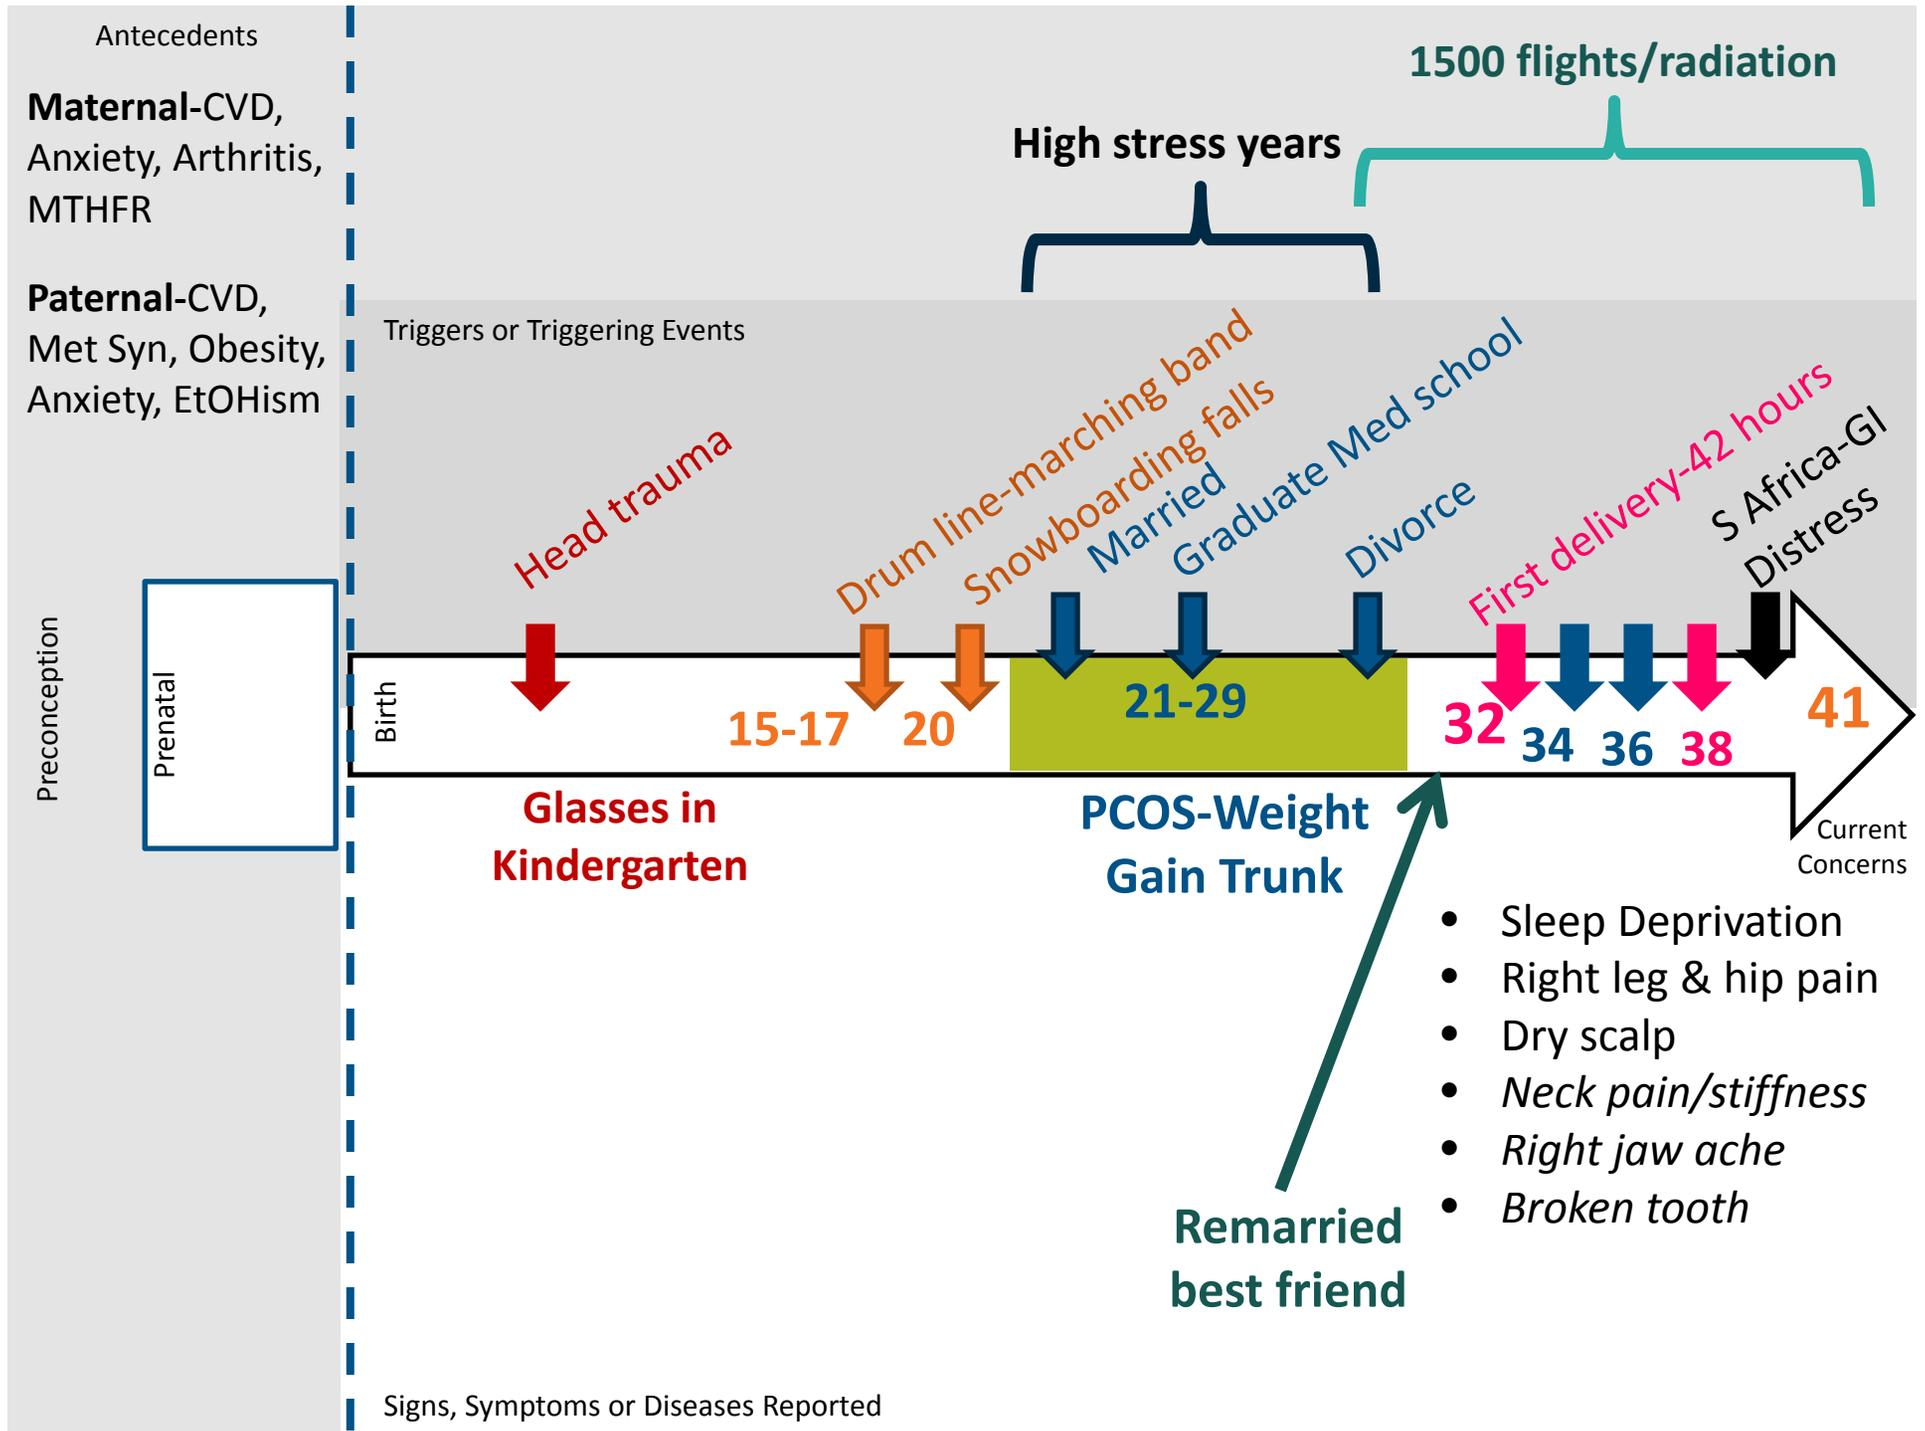 Antecedents
Maternal-CVD,
Anxiety, Arthritis,
MTHFR
Paternal-CVD,
Met Syn, Obesity,
Anxiety, EtOHism
Preconception
Prenatal
1500 flights/radiation
High stress years
Triggers or Triggering Events
Head trauma
Drum line-marching band
Snowboarding falls
Married
Graduate Med school
Divorce
First delivery-42 hours
S Africa-GI
Distress
Birth
15-17
20
21-29
32
34
36
38
41
Glasses in
Kindergarten
PCOS-Weight
Gain Trunk
Current
Concerns
• Sleep Deprivation
• Right leg & hip pain
• Dry scalp
• Neck pain/stiffness
• Right jaw ache
• Broken tooth
Remarried
best friend
Signs, Symptoms or Diseases Reported